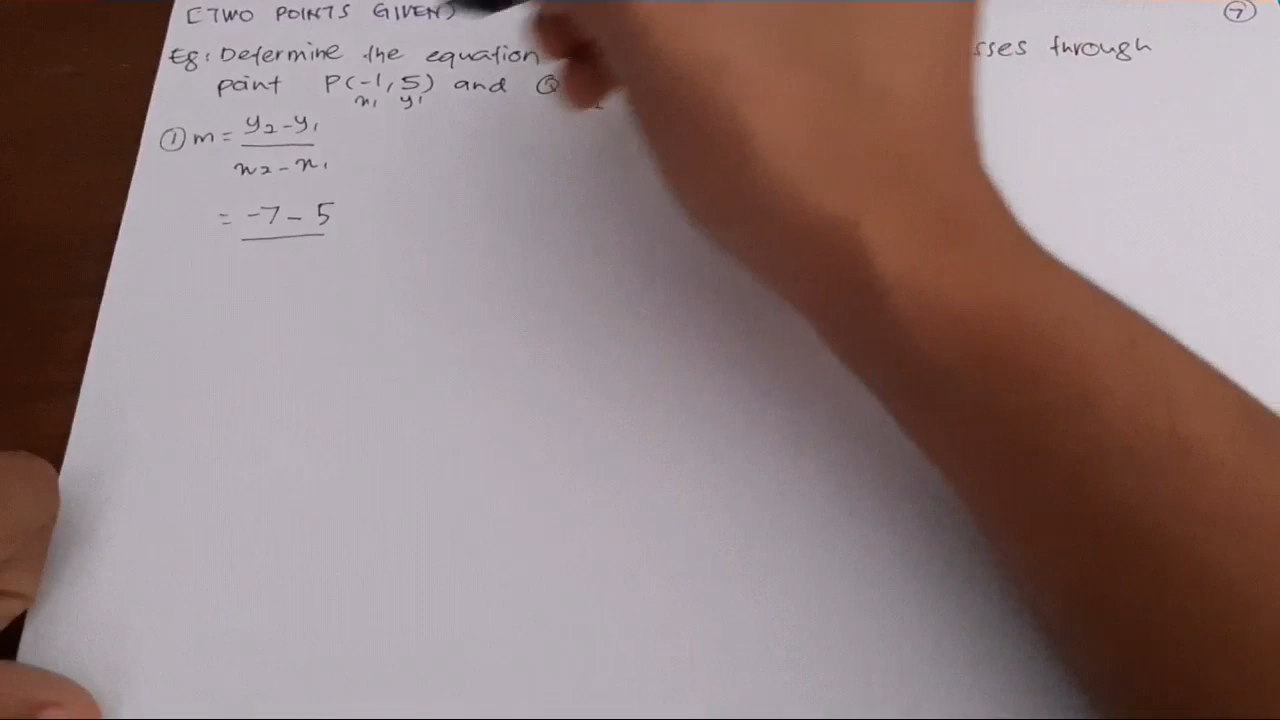 [TWO POINTS GIVEN]
⑦
Eg: Determine the equation sses through
point P(-1, 5) and Q
x₁ y₁
① m = y₂ - y₁
x₂ - x₁
= -7 - 5